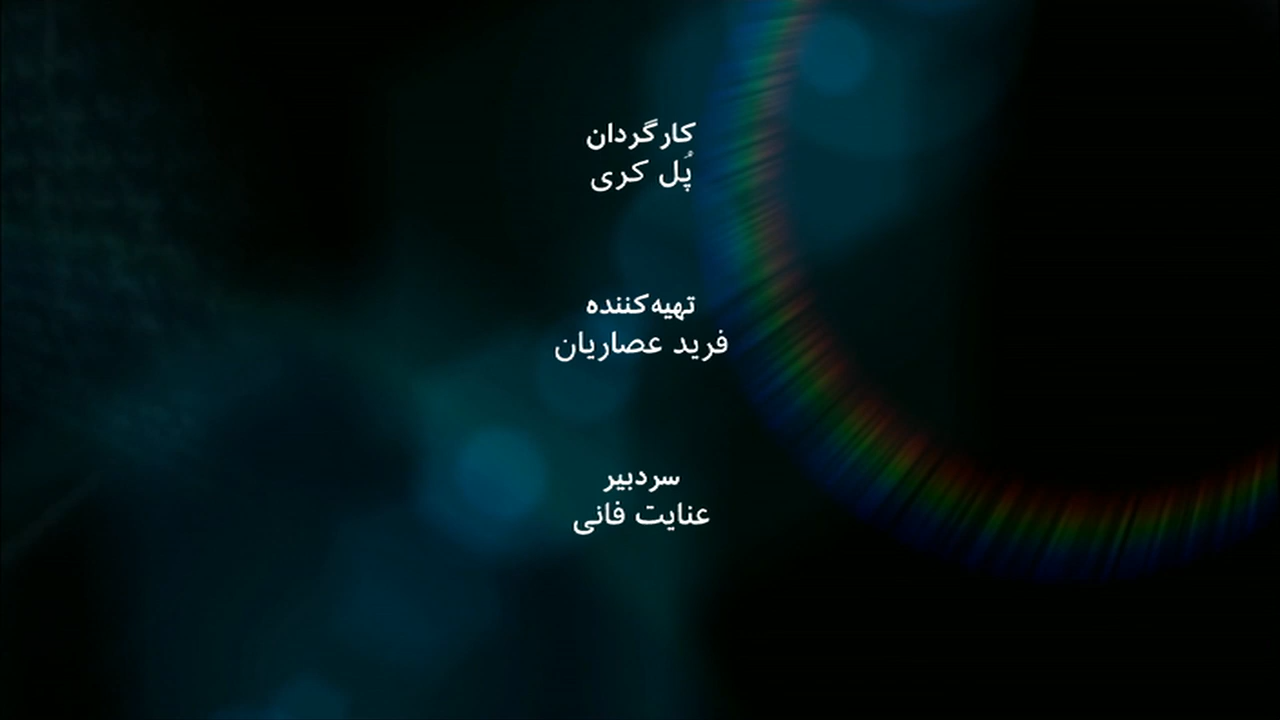 کارگردان
پُل کری
تهیه‌کننده
فرید عصاریان
سردبیر
عنایت فانی